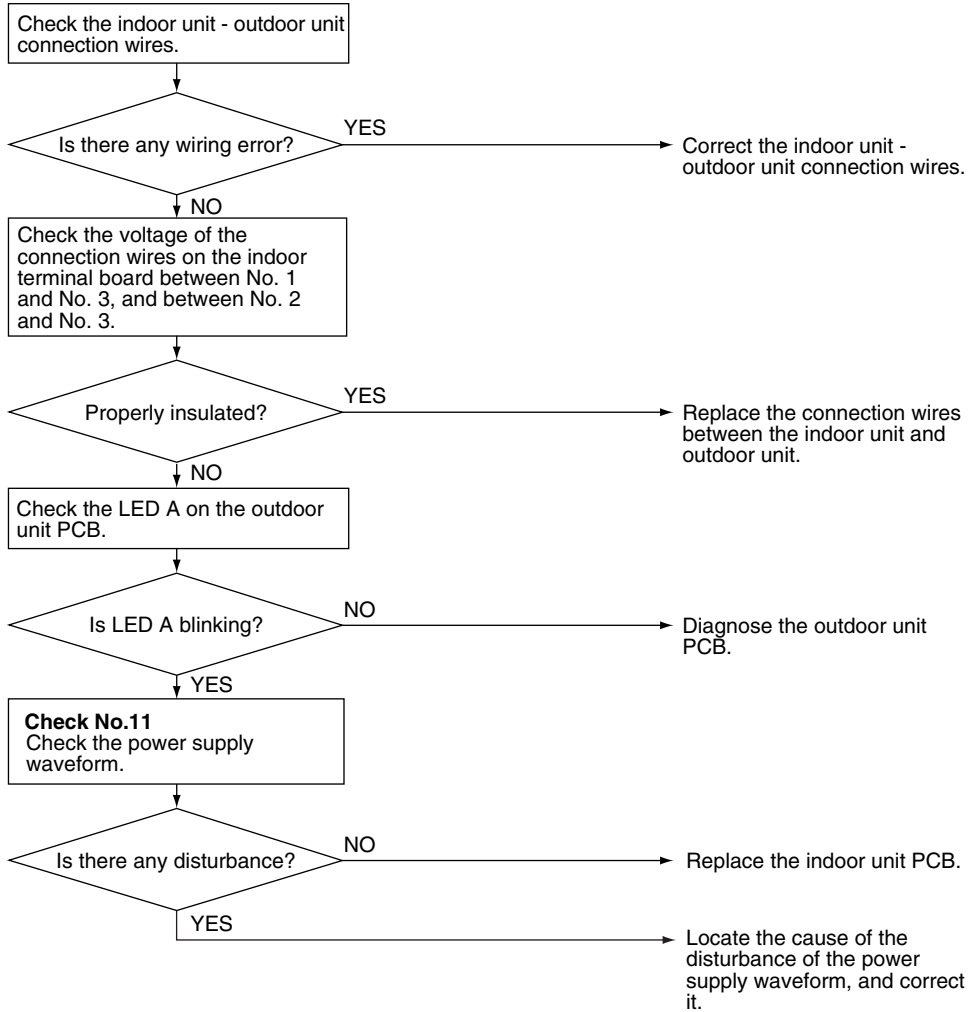 Check the indoor unit - outdoor unit
connection wires.
Is there any wiring error?
YES
Correct the indoor unit -
outdoor unit connection wires.
NO
Check the voltage of the
connection wires on the indoor
terminal board between No. 1
and No. 3, and between No. 2
and No. 3.
Properly insulated?
YES
Replace the connection wires
between the indoor unit and
outdoor unit.
NO
Check the LED A on the outdoor
unit PCB.
Is LED A blinking?
NO
Diagnose the outdoor unit
PCB.
YES
Check No.11
Check the power supply
waveform.
Is there any disturbance?
NO
Replace the indoor unit PCB.
YES
Locate the cause of the
disturbance of the power
supply waveform, and correct
it.